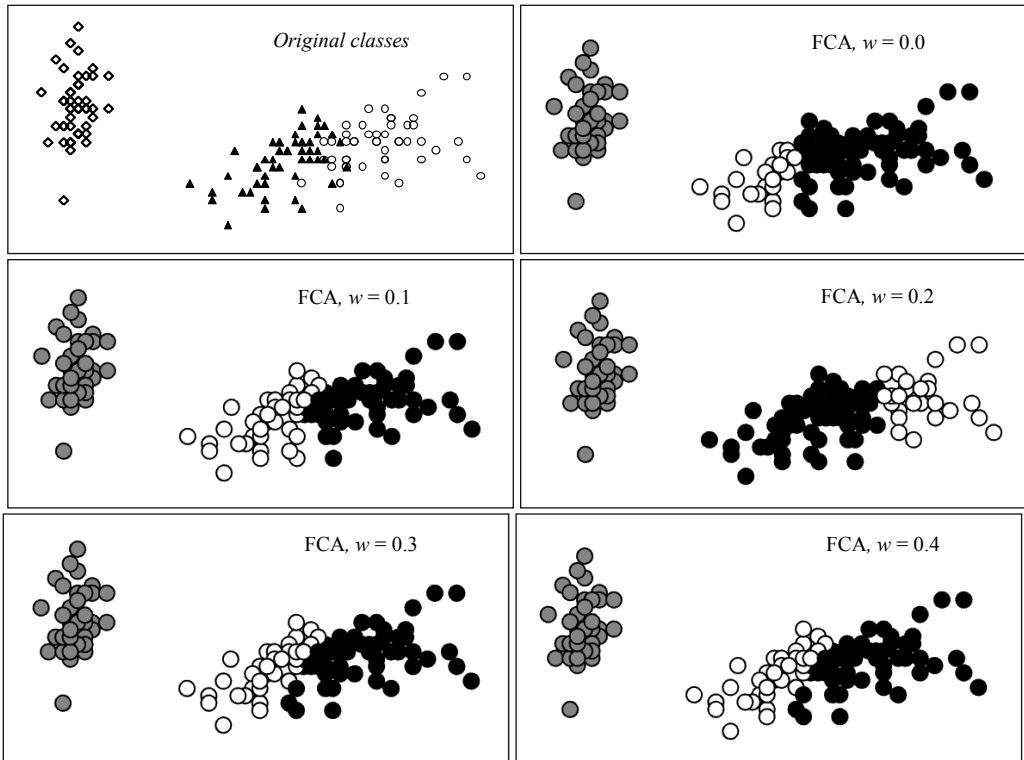 Original classes
FCA, w = 0.0
FCA, w = 0.1
FCA, w = 0.2
FCA, w = 0.3
FCA, w = 0.4